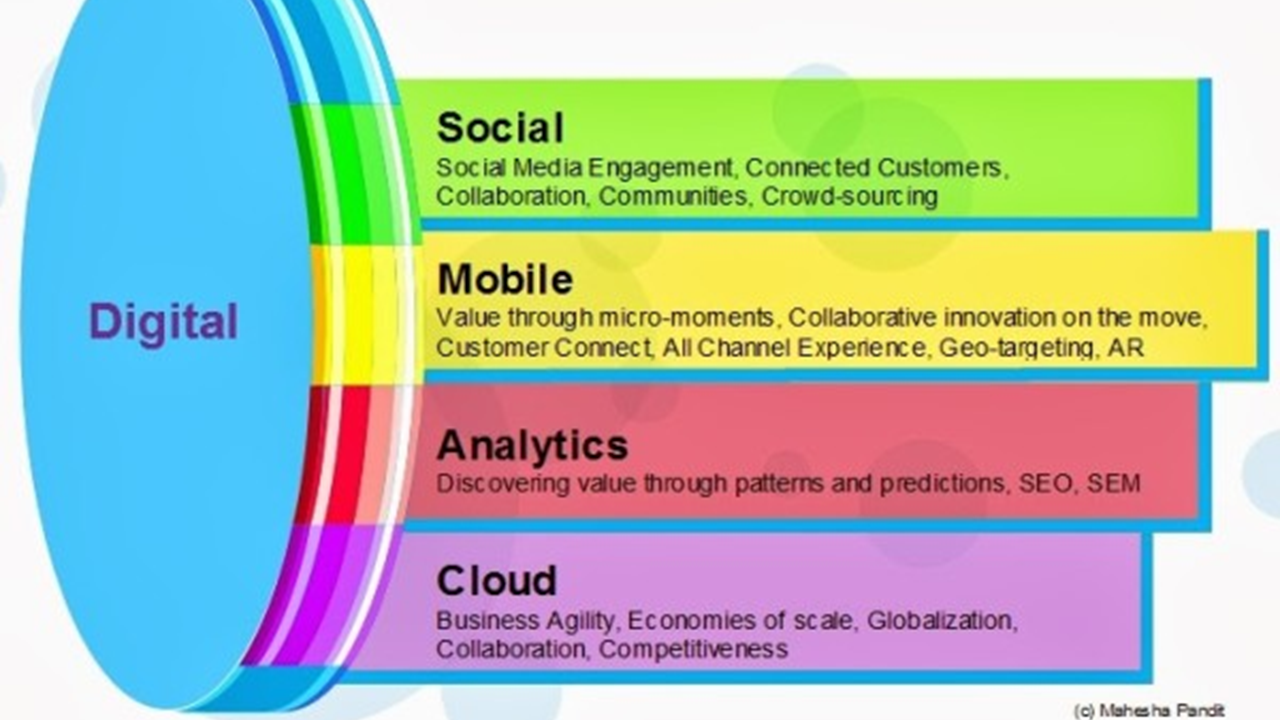 Digital
Social
Social Media Engagement, Connected Customers,
Collaboration, Communities, Crowd-sourcing
Mobile
Value through micro-moments, Collaborative innovation on the move,
Customer Connect, All Channel Experience, Geo-targeting, AR
Analytics
Discovering value through patterns and predictions, SEO, SEM
Cloud
Business Agility, Economies of scale, Globalization,
Collaboration, Competitiveness
(c) Mahesha Pandit